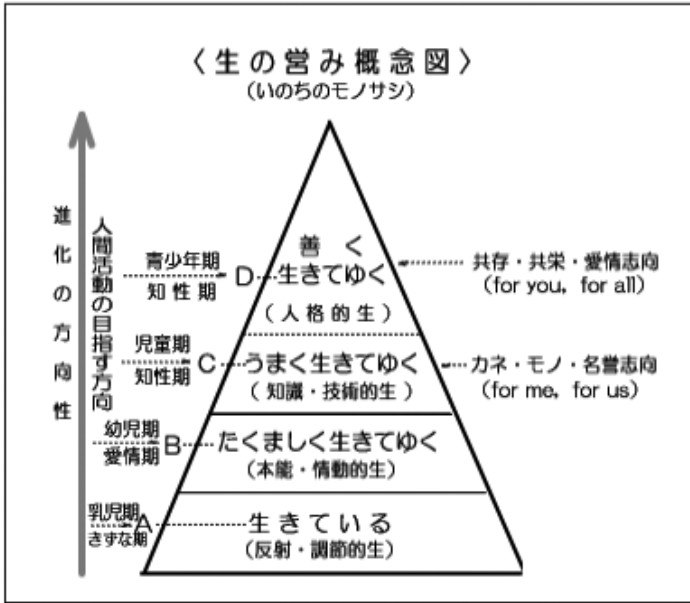 〈生の営み概念図〉
(いのちのモノサシ)
進化の方向性
人間活動の目指す方向
青少年期
知性期
D
善く
生きてゆく
(人格的生)
共存・共栄・愛情志向
(for you, for all)
児童期
知性期
C
うまく生きてゆく
(知識・技術的生)
カネ・モノ・名誉志向
(for me, for us)
幼児期
愛情期
B
たくましく生きてゆく
(本能・情動的生)
乳児期
きずな期
A
生きている
(反射・調節的生)